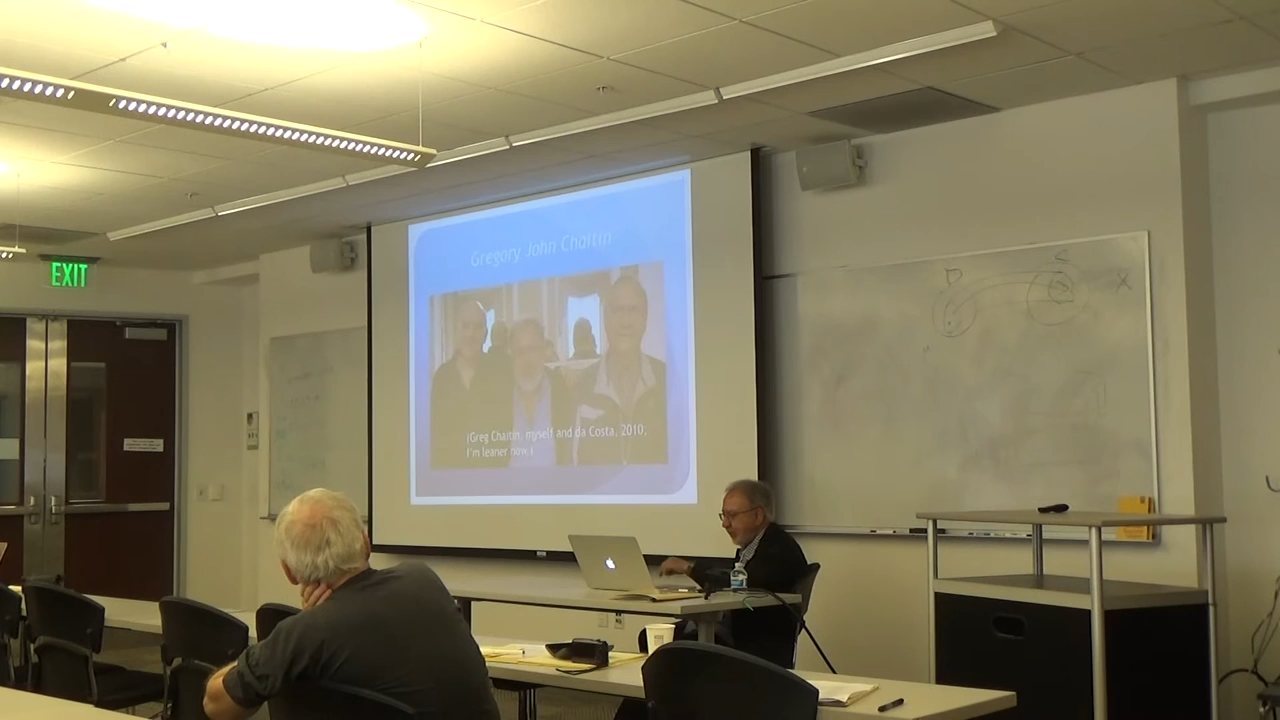 EXIT
Gregory John Chaitin
(Greg Chaitin, myself and da Costa, 2010,
I'm leaner now.)
D
C
X